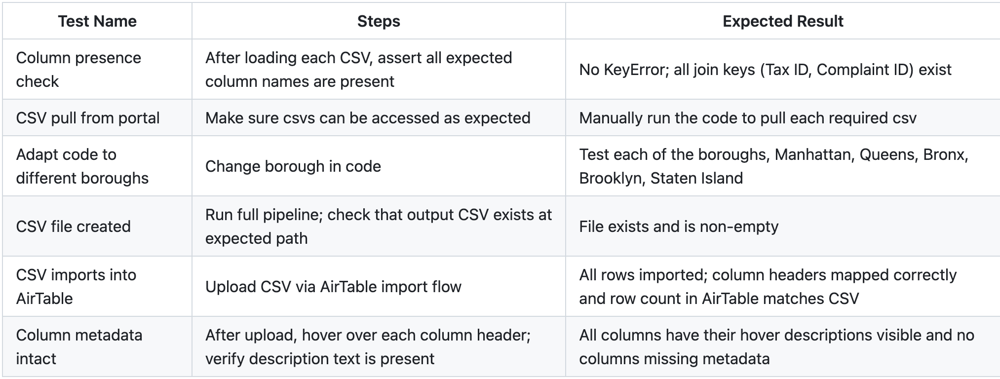 Test Name
Steps
Expected Result
Column presence
check
After loading each CSV, assert all expected
column names are present
No KeyError; all join keys (Tax ID, Complaint ID) exist
CSV pull from portal
Make sure csvs can be accessed as expected
Manually run the code to pull each required csv
Adapt code to
different boroughs
Change borough in code
Test each of the boroughs, Manhattan, Queens, Bronx,
Brooklyn, Staten Island
CSV file created
Run full pipeline; check that output CSV exists at
expected path
File exists and is non-empty
CSV imports into
AirTable
Upload CSV via AirTable import flow
All rows imported; column headers mapped correctly
and row count in AirTable matches CSV
Column metadata
intact
After upload, hover over each column header;
verify description text is present
All columns have their hover descriptions visible and no
columns missing metadata